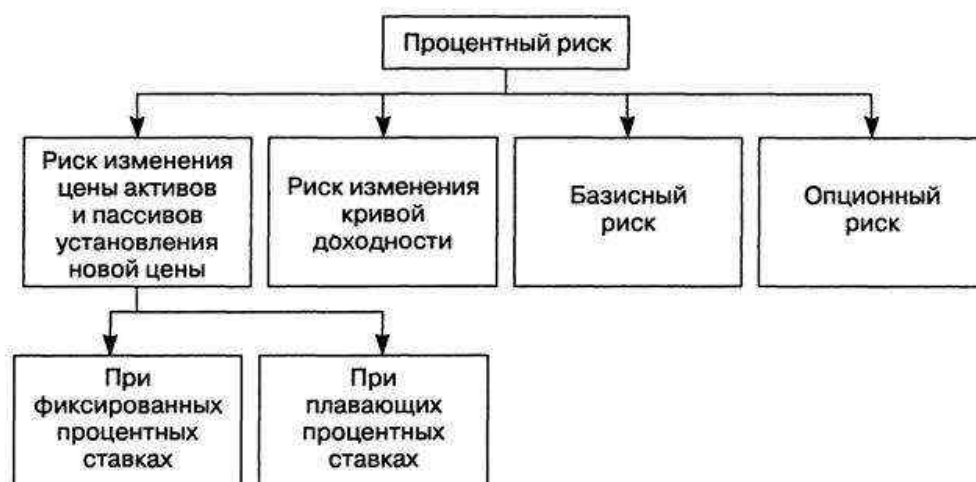 Процентный риск
Риск изменения
цены активов
и пассивов
установления
новой цены
Риск изменения
кривой
доходности
Базисный
риск
Опционный
риск
При
фиксированных
процентных
ставках
При
плавающих
процентных
ставках